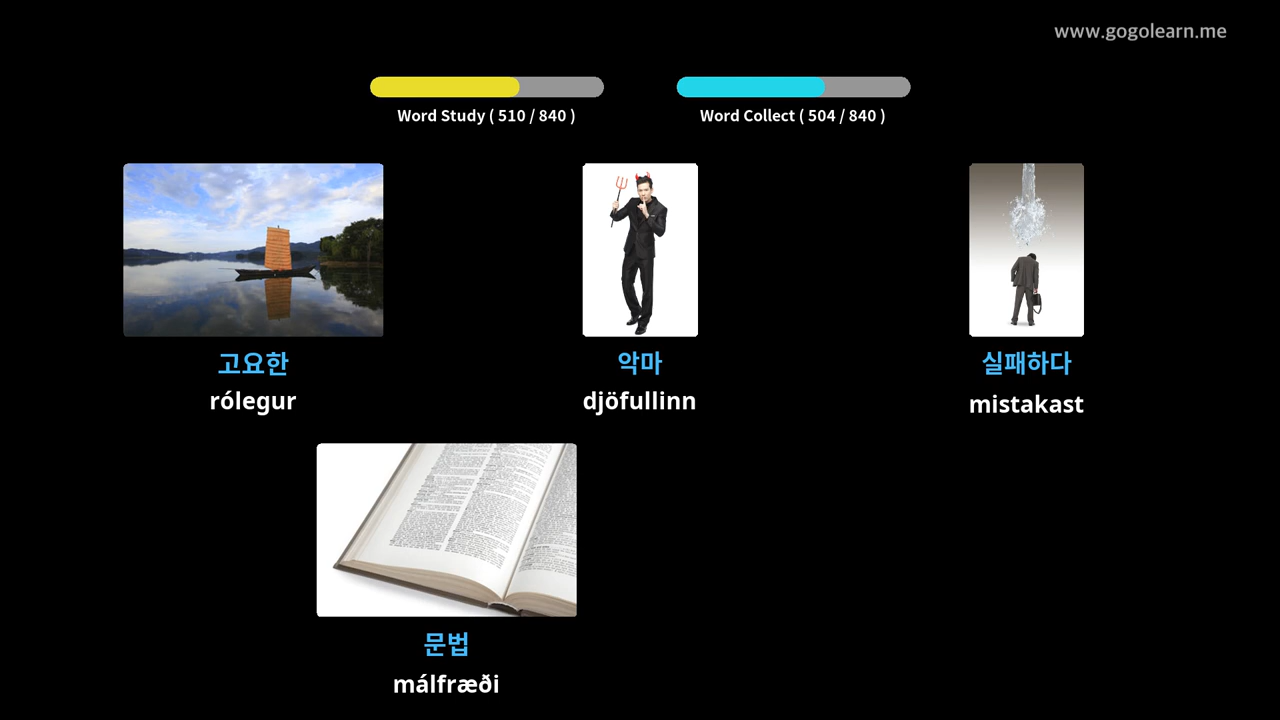 www.gogolearn.me
Word Study ( 510 / 840 )
Word Collect ( 504 / 840 )
고요한
rólegur
악마
djöfullinn
실패하다
mistakast
문법
málfræði